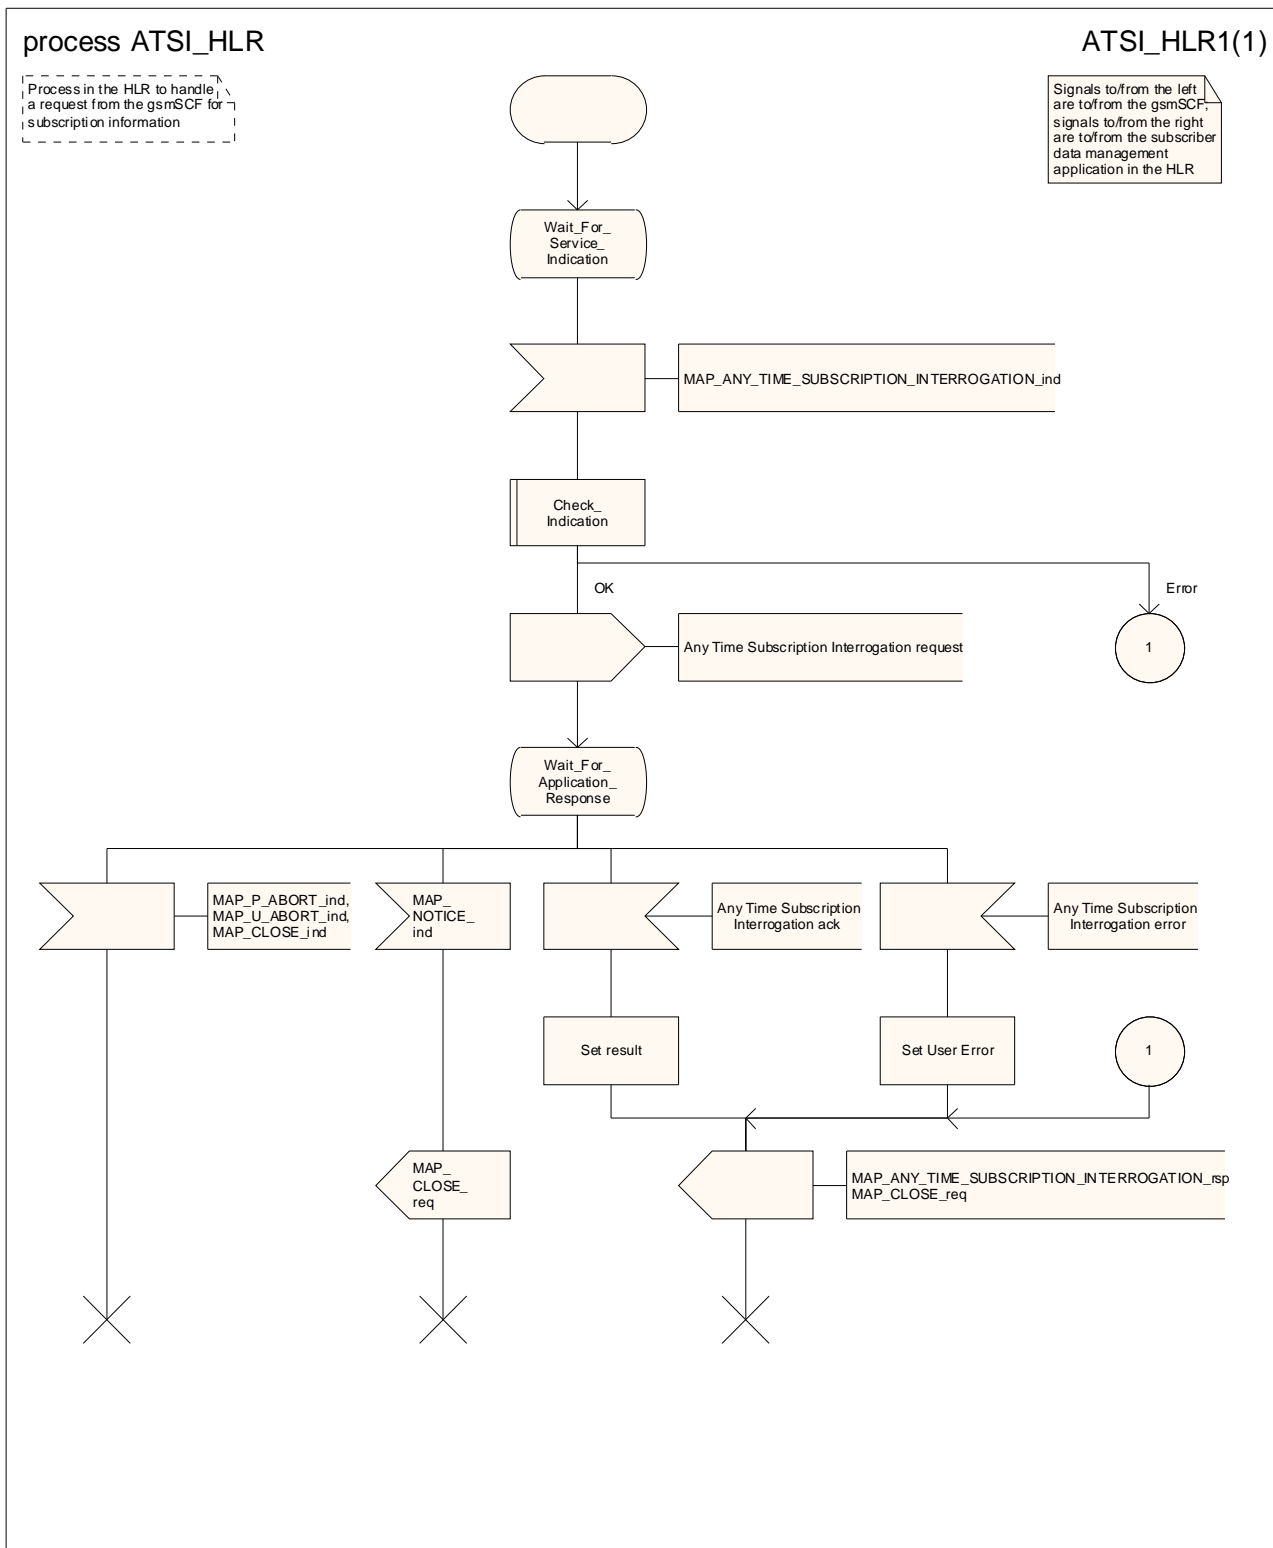 process ATSI_HLR
ATSI_HLR1(1)
Process in the HLR to handle
a request from the gsmSCF for
subscription information
Signals to/from the left
are to/from the gsmSCF;
signals to/from the right
are to/from the subscriber
data management
application in the HLR
Wait_For_
Service_
Indication
MAP_ANY_TIME_SUBSCRIPTION_INTERROGATION_ind
Check_
Indication
OK
Error
Any Time Subscription Interrogation request
1
Wait_For_
Application_
Response
MAP_P_ABORT_ind,
MAP_U_ABORT_ind,
MAP_CLOSE_ind
MAP_
NOTICE_
ind
Any Time Subscription
Interrogation ack
Any Time Subscription
Interrogation error
Set result
Set User Error
1
MAP_
CLOSE_
req
MAP_ANY_TIME_SUBSCRIPTION_INTERROGATION_rsp
MAP_CLOSE_req